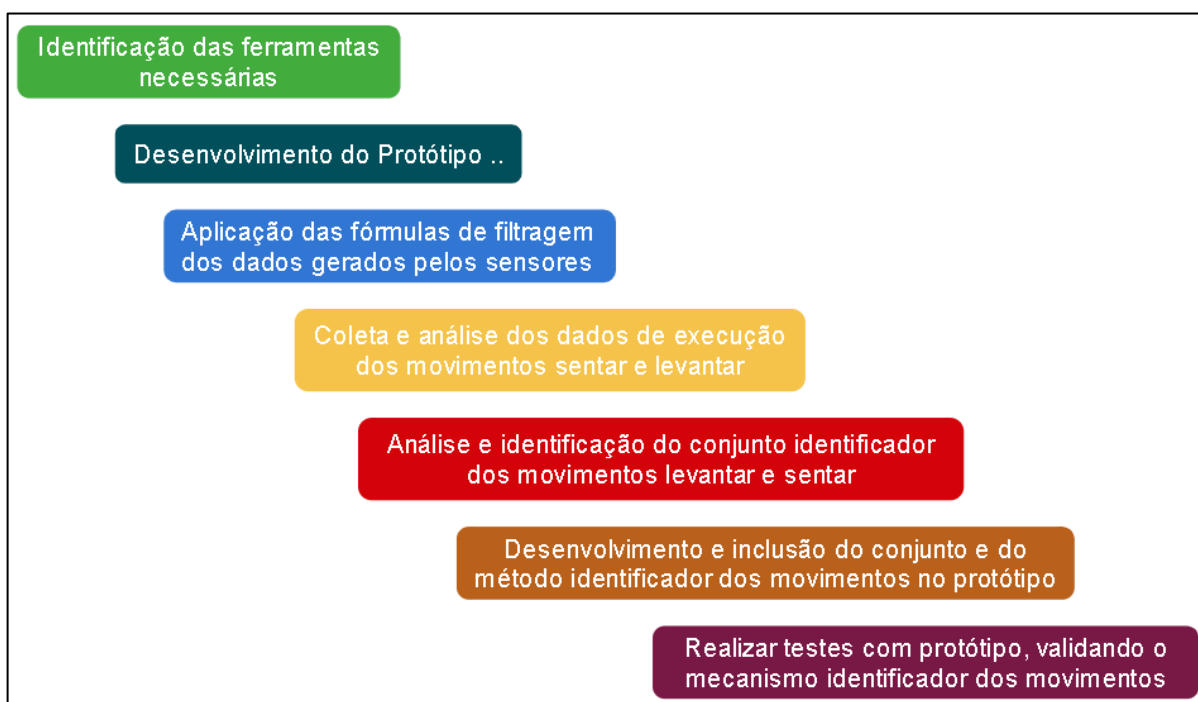 Identificação das ferramentas
necessárias
Desenvolvimento do Protótipo ..
Aplicação das fórmulas de filtragem
dos dados gerados pelos sensores
Coleta e análise dos dados de execução
dos movimentos sentar e levantar
Análise e identificação do conjunto identificador
dos movimentos levantar e sentar
Desenvolvimento e inclusão do conjunto e do
método identificador dos movimentos no protótipo
Realizar testes com protótipo, validando o
mecanismo identificador dos movimentos